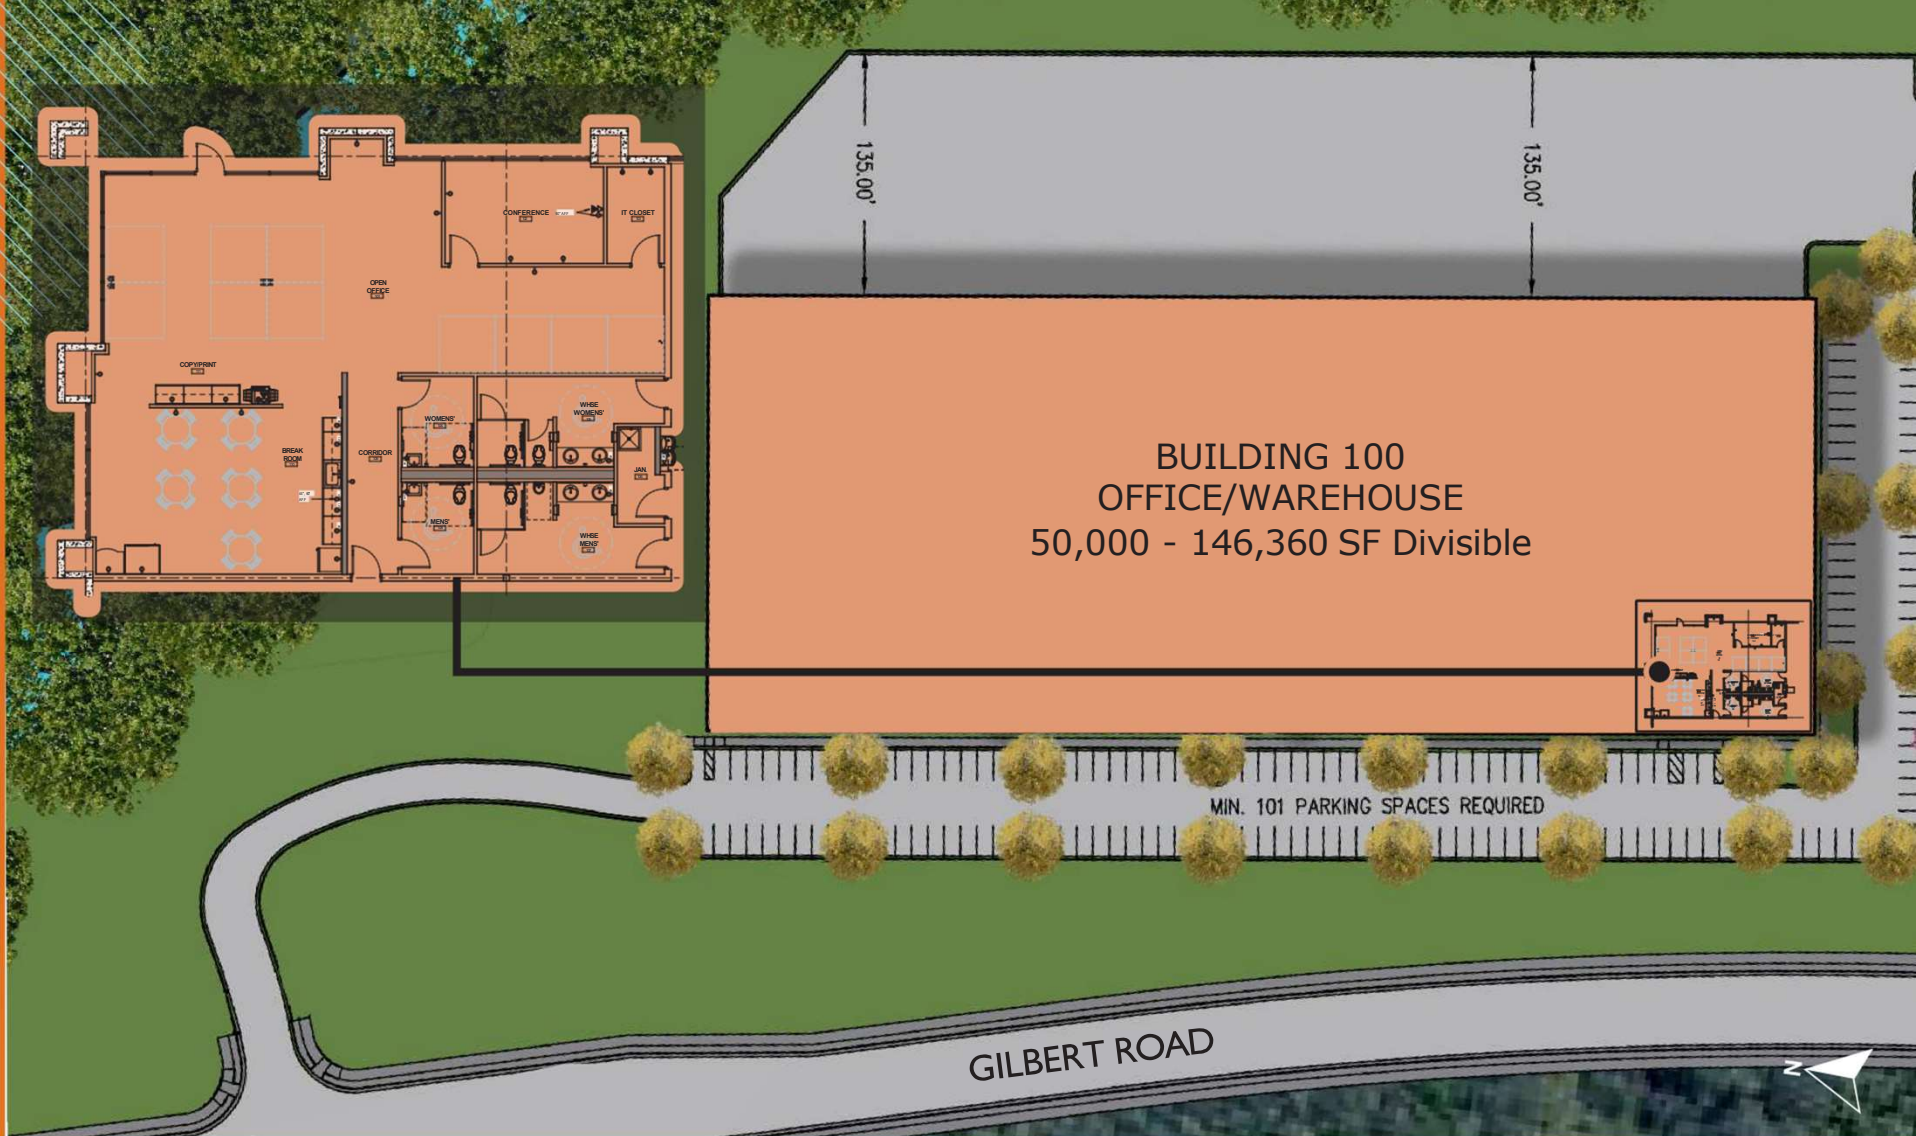 CONFERENCE
IT CLOSET
OPEN
OFFICE
COPY/PRINT
BREAK
ROOM
CORRIDOR
WOMENS'
WHSE
WOMENS'
JAN.
MENS'
WHSE
MENS'
135.00'
135.00'
BUILDING 100
OFFICE/WAREHOUSE
50,000 - 146,360 SF Divisible
MIN. 101 PARKING SPACES REQUIRED
GILBERT ROAD
N